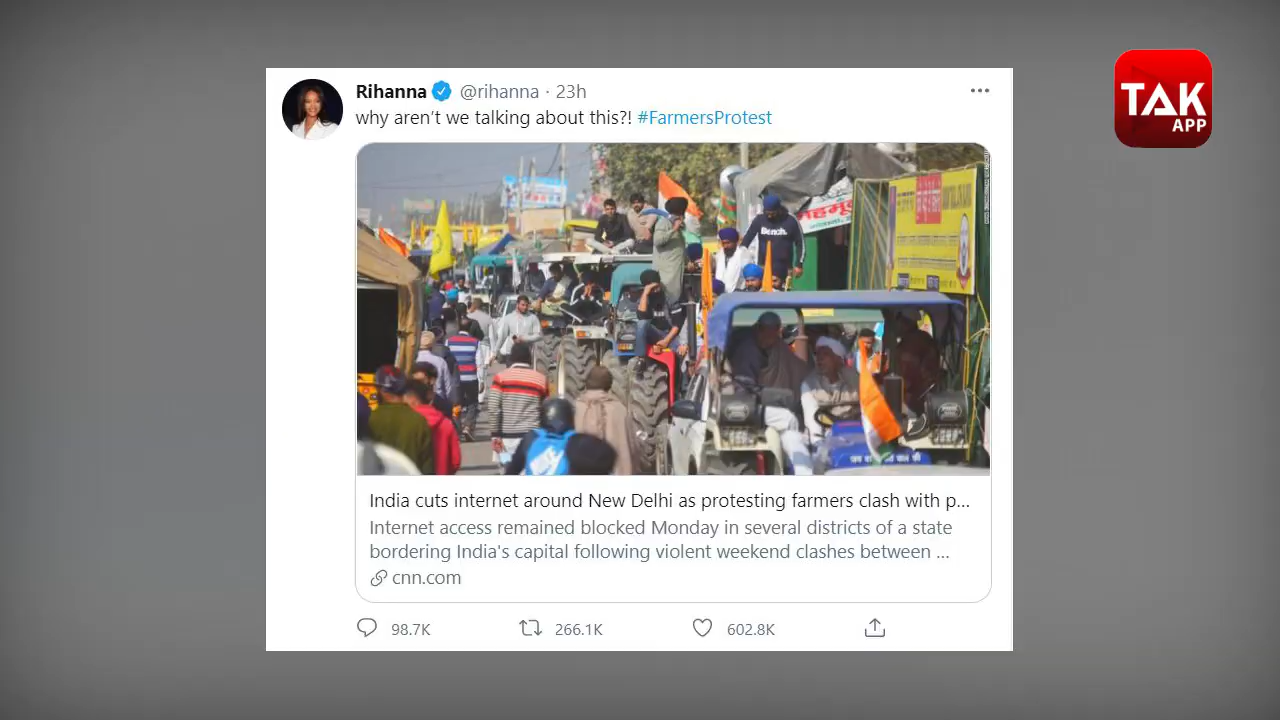 Rihanna @rihanna · 23h
why aren't we talking about this?! #FarmersProtest
TAK
APP
Bench.
India cuts internet around New Delhi as protesting farmers clash with p...
Internet access remained blocked Monday in several districts of a state
bordering India's capital following violent weekend clashes between ...
cnn.com
98.7K 266.1K 602.8K